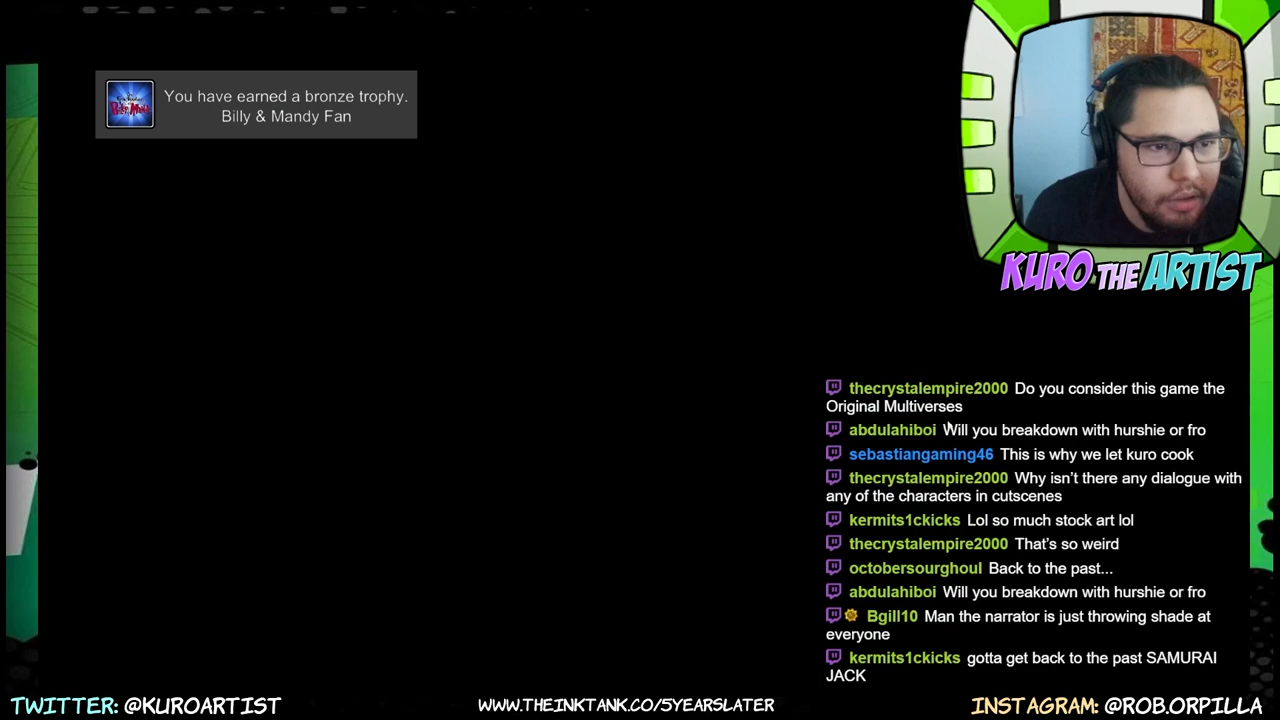 You have earned a bronze trophy.
Billy & Mandy Fan
KURO THE ARTIST
thecrystalempire2000 Do you consider this game the
Original Multiverses
abdulahiboi Will you breakdown with hurshie or fro
sebastiangaming46 This is why we let kuro cook
thecrystalempire2000 Why isn't there any dialogue with
any of the characters in cutscenes
kermits1ckicks Lol so much stock art lol
thecrystalempire2000 That's so weird
octobersourghoul Back to the past...
abdulahiboi Will you breakdown with hurshie or fro
Bgill10 Man the narrator is just throwing shade at
everyone
kermits1ckicks gotta get back to the past SAMURAI
JACK
TWITTER: @KUROARTIST
WWW.THEINKTANK.CO/5YEARSLATER
INSTAGRAM: @ROB.ORPILLA